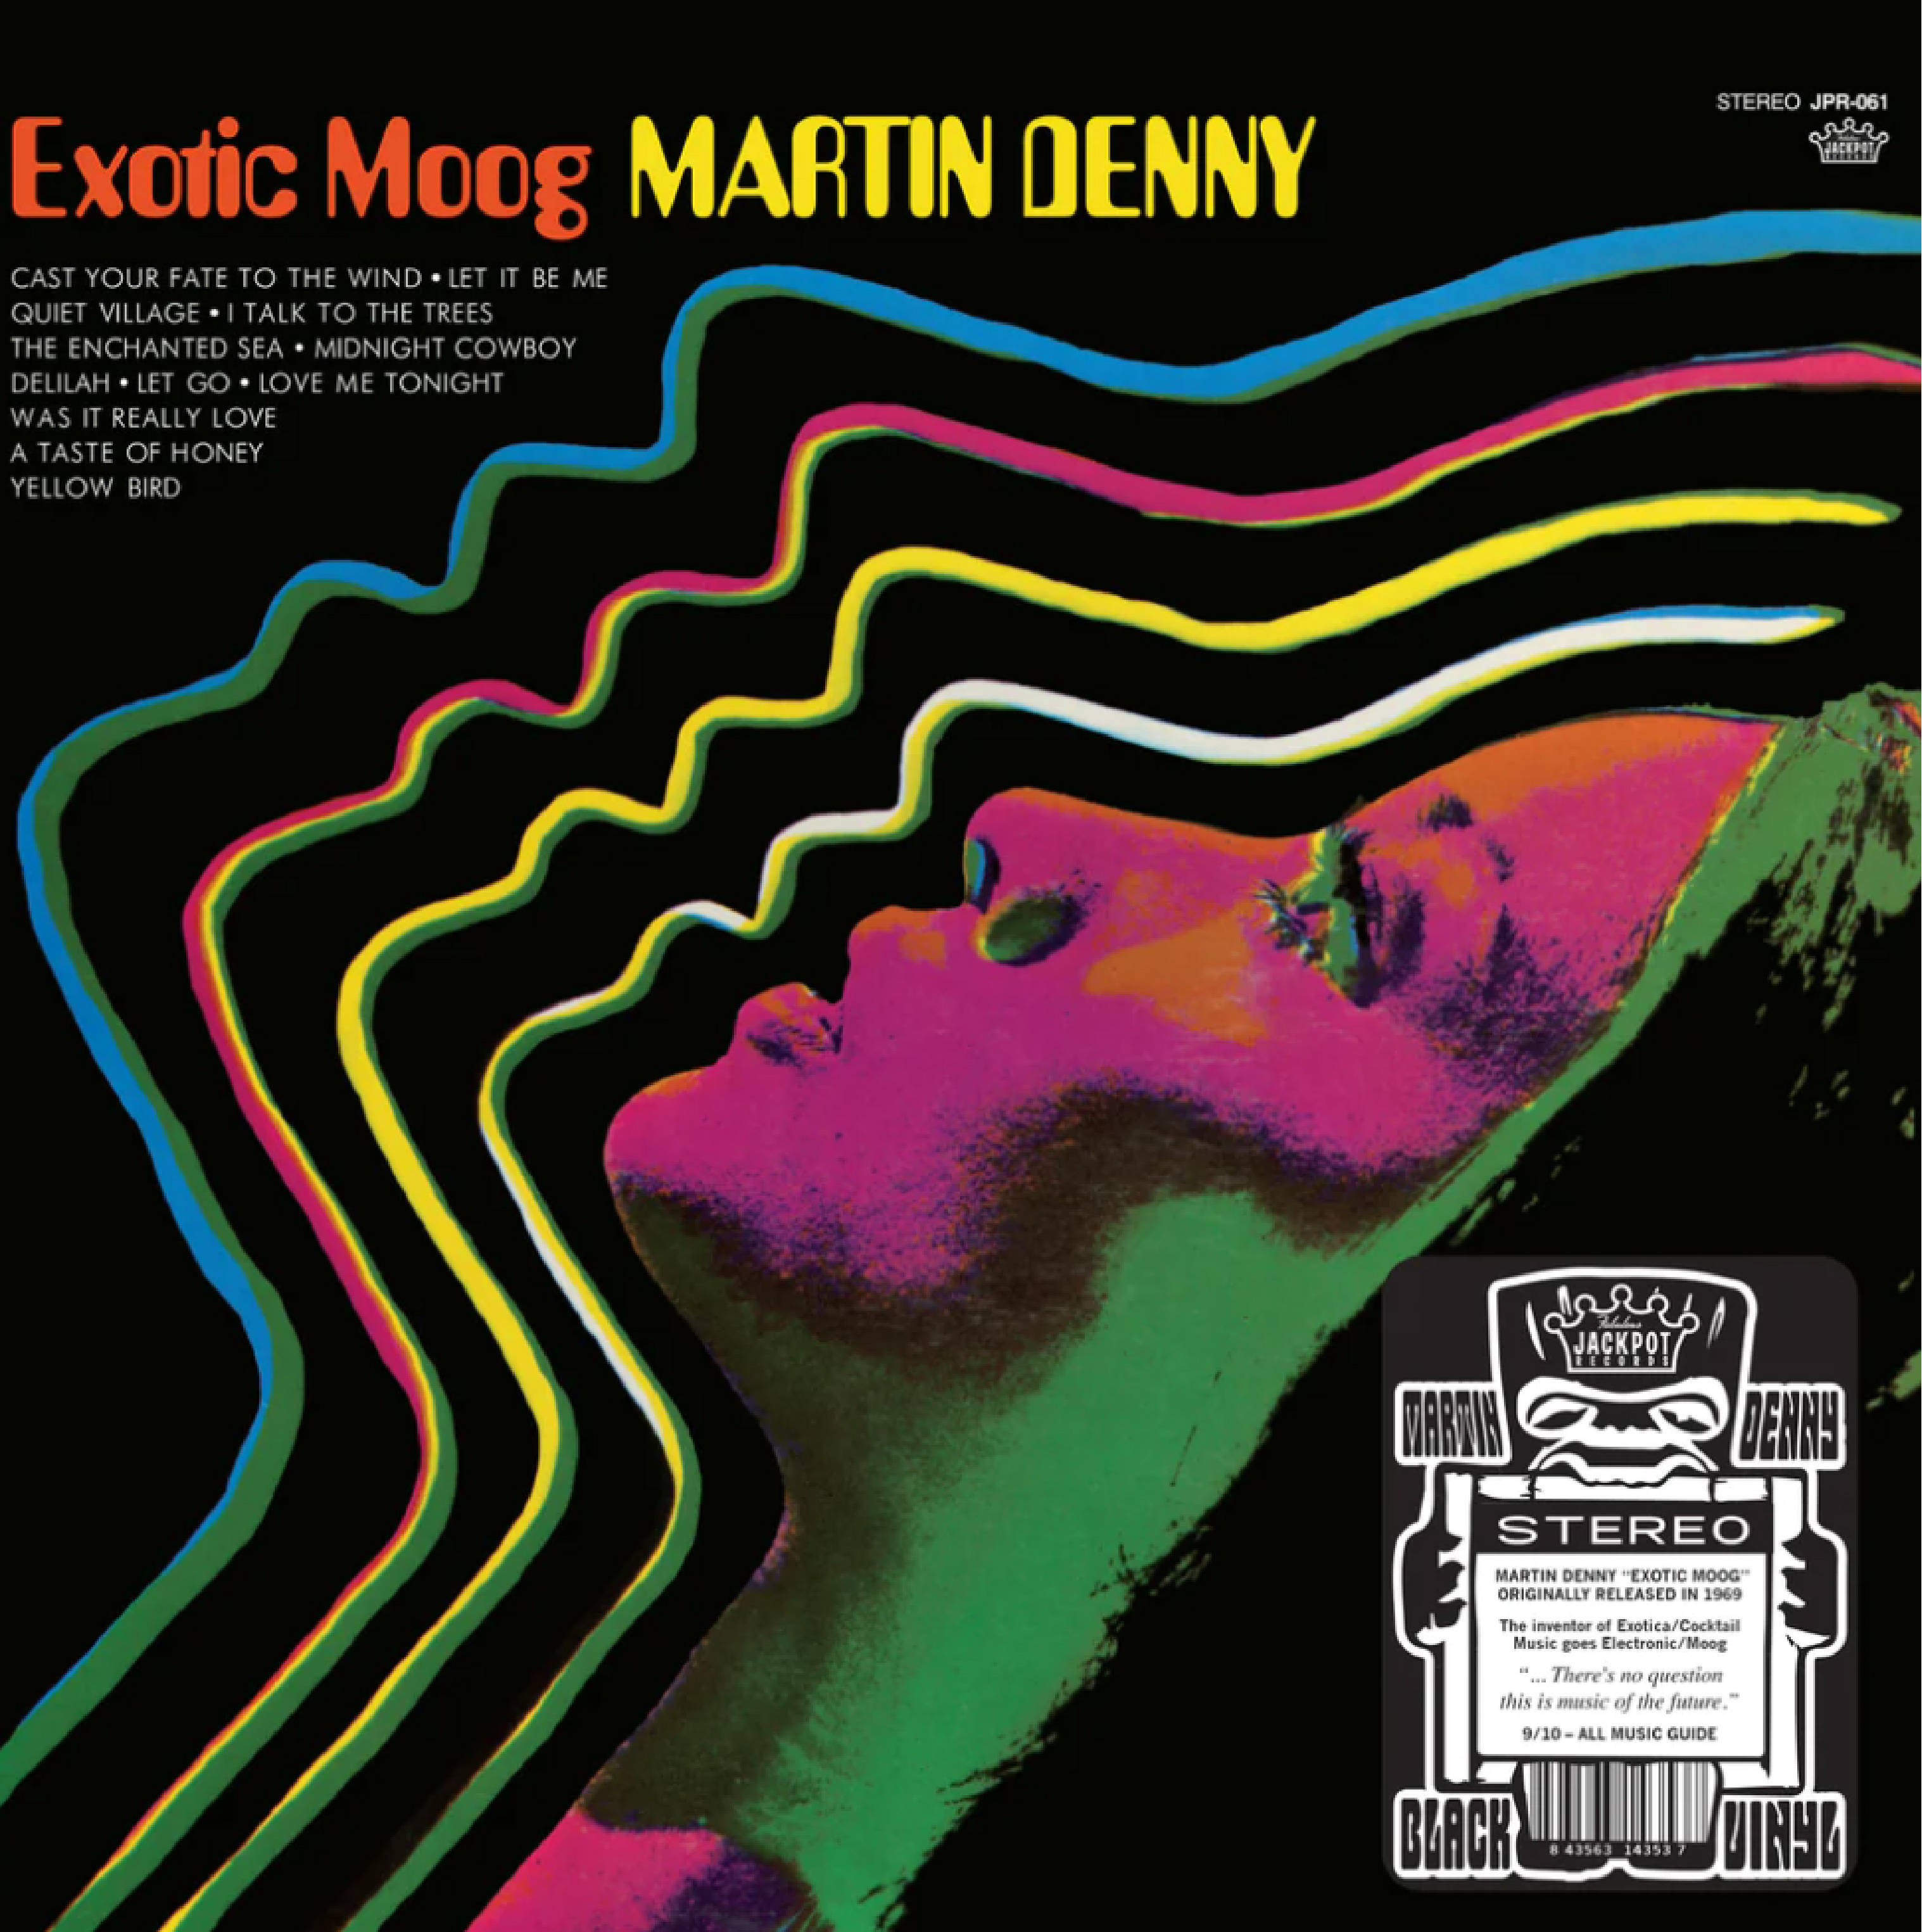 STEREO JPR-061
Fabulous
JACKPOT
RECORDS
Exotic Moog MARTIN DENNY
CAST YOUR FATE TO THE WIND • LET IT BE ME
QUIET VILLAGE • I TALK TO THE TREES
THE ENCHANTED SEA • MIDNIGHT COWBOY
DELILAH • LET GO • LOVE ME TONIGHT
WAS IT REALLY LOVE
A TASTE OF HONEY
YELLOW BIRD
Fabulous
JACKPOT
RECORDS
MARTIN DENNY
STEREO
MARTIN DENNY "EXOTIC MOOG"
ORIGINALLY RELEASED IN 1969
The inventor of Exotica/Cocktail
Music goes Electronic/Moog
"... There's no question
this is music of the future."
9/10 – ALL MUSIC GUIDE
BLACK VINYL
8 43563 14353 7